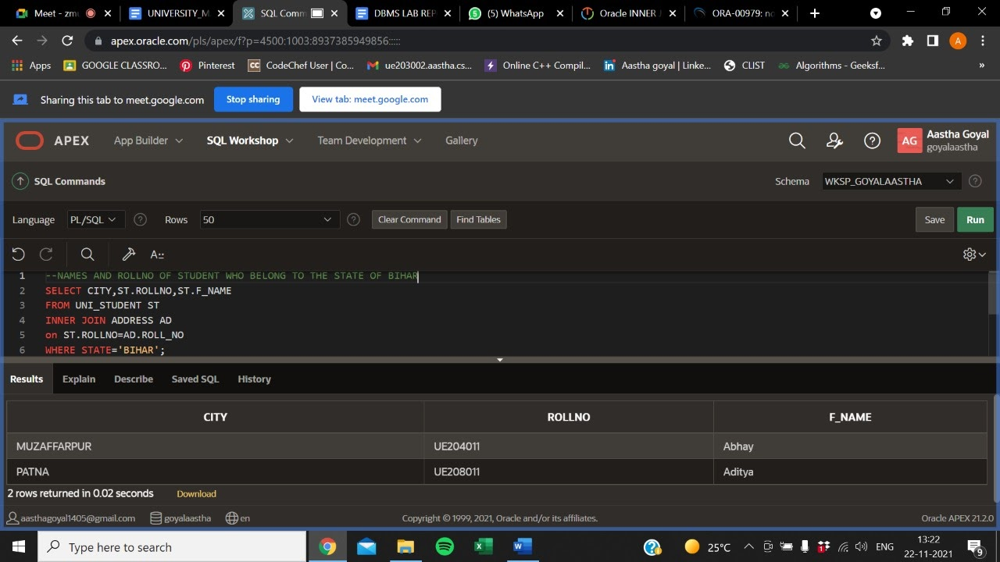 Meet - zmu
UNIVERSITY_M
SQL Comm
DBMS LAB REP
(5) WhatsApp
Oracle INNER J
ORA-00979: no
apex.oracle.com/pls/apex/f?p=4500:1003:8937385949856:::::
A
Apps
GOOGLE CLASSRO...
Pinterest
CC
CodeChef User | Co...
ue203002.aastha.cs...
Online C++ Compil...
Aastha goyal | Linke...
CLIST
Algorithms - Geeksf...
»
Sharing this tab to meet.google.com
Stop sharing
View tab: meet.google.com
APEX
App Builder
SQL Workshop
Team Development
Gallery
AG
Aastha Goyal
goyalaastha
SQL Commands
Schema
WKSP_GOYALAASTHA
Language
PL/SQL
Rows
50
Clear Command
Find Tables
Save
Run
A::
1 --NAMES AND ROLLNO OF STUDENT WHO BELONG TO THE STATE OF BIHAR
2 SELECT CITY,ST.ROLLNO,ST.F_NAME
3 FROM UNI_STUDENT ST
4 INNER JOIN ADDRESS AD
5 on ST.ROLLNO=AD.ROLL_NO
6 WHERE STATE='BIHAR';
Results
Explain
Describe
Saved SQL
History
CITY ROLLNO F_NAME
MUZAFFARPUR UE204011 Abhay
PATNA UE208011 Aditya
2 rows returned in 0.02 seconds
Download
aasthagoyal1405@gmail.com
goyalaastha
en
Copyright © 1999, 2021, Oracle and/or its affiliates.
Oracle APEX 21.2.0
Type here to search
25°C
ENG
13:22
22-11-2021
9